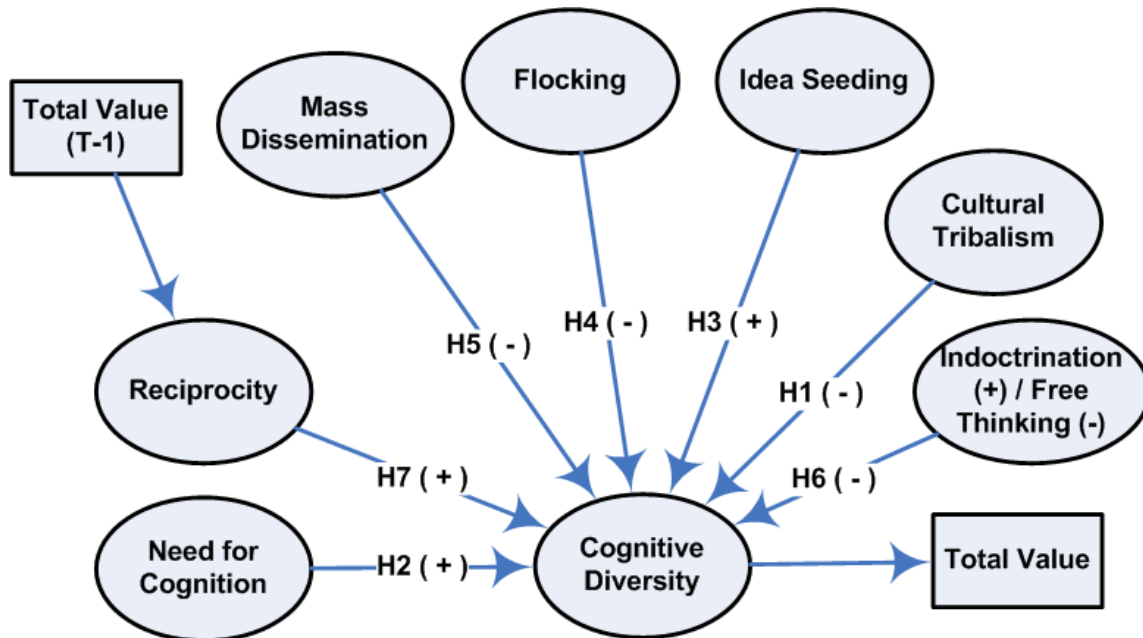 Total Value
(T-1)
Mass
Dissemination
Flocking
Idea Seeding
Cultural
Tribalism
Indoctrination
(+) / Free
Thinking (-)
Reciprocity
Need for
Cognition
H5 ( - )
H4 ( - )
H3 ( + )
H1 ( - )
H6 ( - )
H7 ( + )
H2 ( + )
Cognitive
Diversity
Total Value